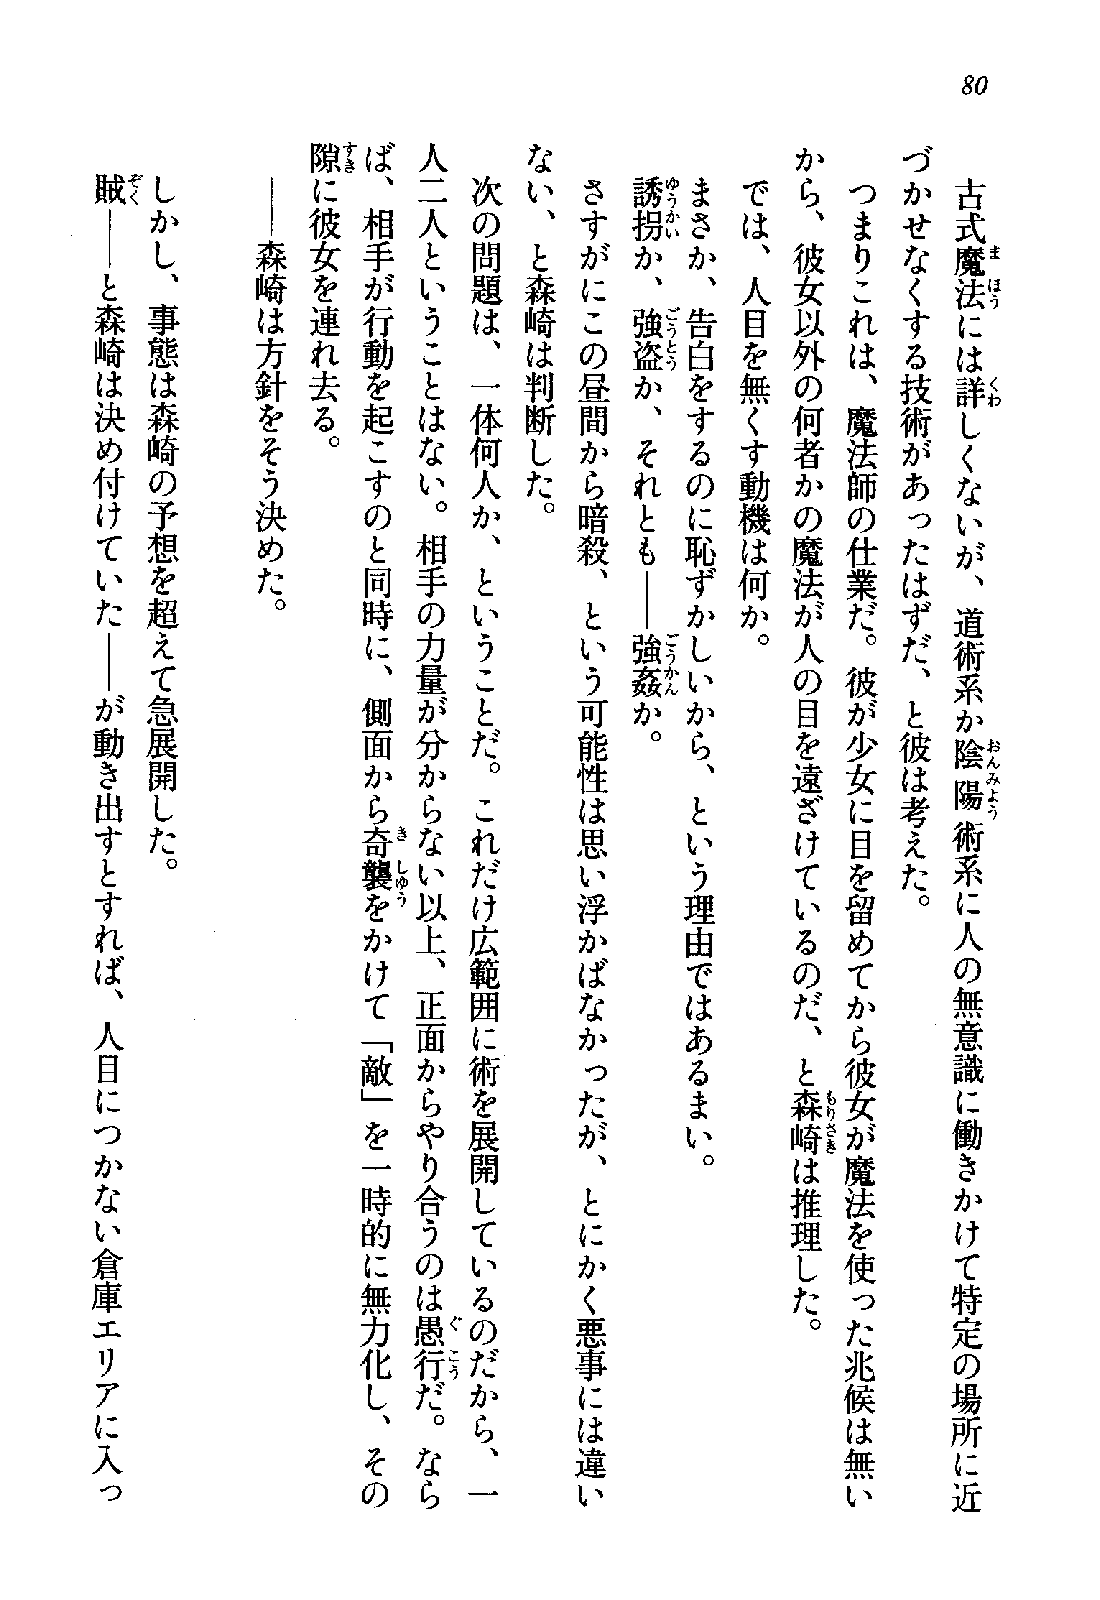 80
古式魔法には詳しくないが、道術系か陰陽術系に人の無意識に働きかけて特定の場所に近
づかせなくする技術があったはずだ、と彼は考えた。
つまりこれは、魔法師の仕業だ。彼が少女に目を留めてから彼女が魔法を使った兆候は無い
から、彼女以外の何者かの魔法が人の目を遠ざけているのだ、と森崎は推理した。
では、人目を無くす動機は何か。
まさか、告白をするのに恥ずかしいから、という理由ではあるまい。
誘拐か、強盗か、それとも――強姦か。
さすがにこの昼間から暗殺、という可能性は思い浮かばなかったが、とにかく悪事には違い
ない、と森崎は判断した。
次の問題は、一体何人か、ということだ。これだけ広範囲に術を展開しているのだから、一
人二人ということはない。相手の力量が分からない以上、正面からやり合うのは愚行だ。なら
ば、相手が行動を起こすのと同時に、側面から奇襲をかけて「敵」を一時的に無力化し、その
隙に彼女を連れ去る。
――森崎は方針をそう決めた。
しかし、事態は森崎の予想を超えて急展開した。
賊――と森崎は決め付けていた――が動き出すとすれば、人目につかない倉庫エリアに入っ